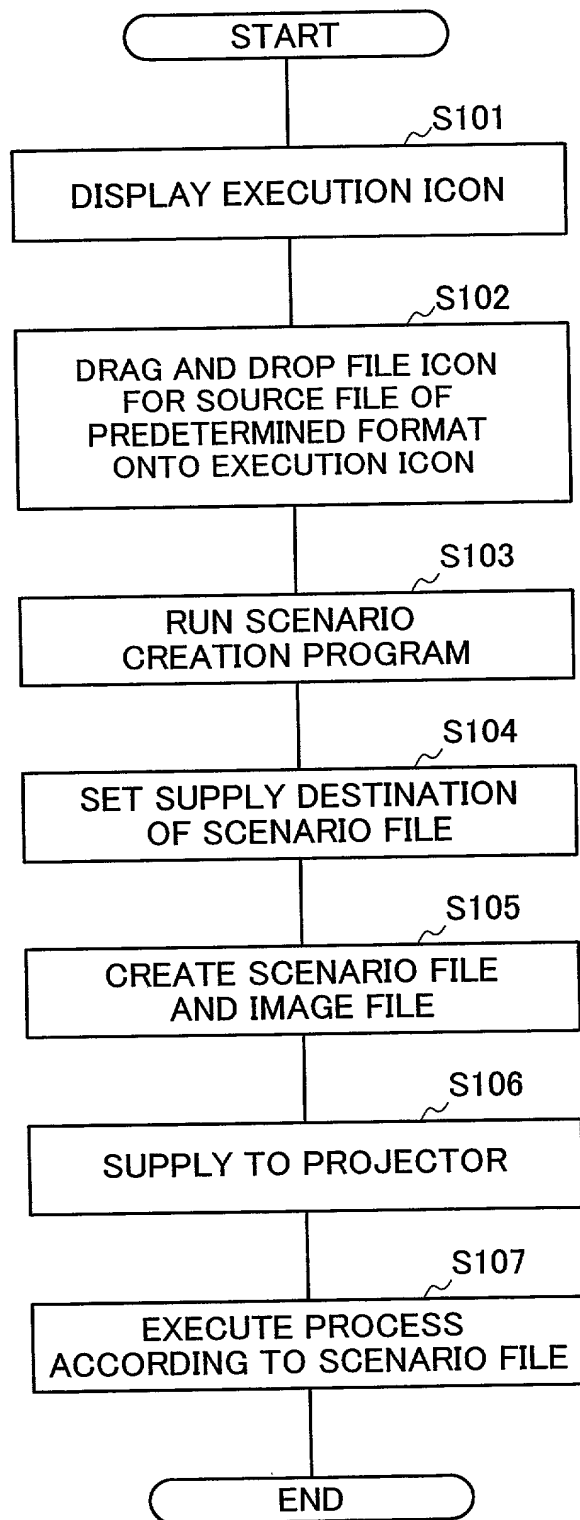 START
S101
DISPLAY EXECUTION ICON
S102
DRAG AND DROP FILE ICON
FOR SOURCE FILE OF
PREDETERMINED FORMAT
ONTO EXECUTION ICON
S103
RUN SCENARIO
CREATION PROGRAM
S104
SET SUPPLY DESTINATION
OF SCENARIO FILE
S105
CREATE SCENARIO FILE
AND IMAGE FILE
S106
SUPPLY TO PROJECTOR
S107
EXECUTE PROCESS
ACCORDING TO SCENARIO FILE
END